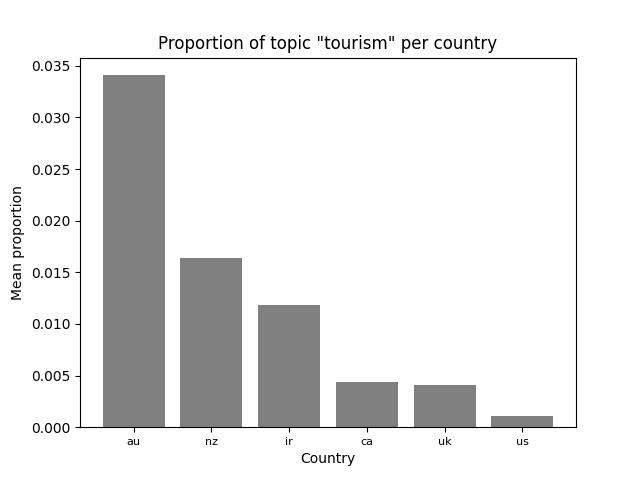 Proportion of topic "tourism" per country
0.035
0.030
0.025
0.020
0.015
0.010
0.005
0.000
Mean proportion
au nz ir ca uk us
Country